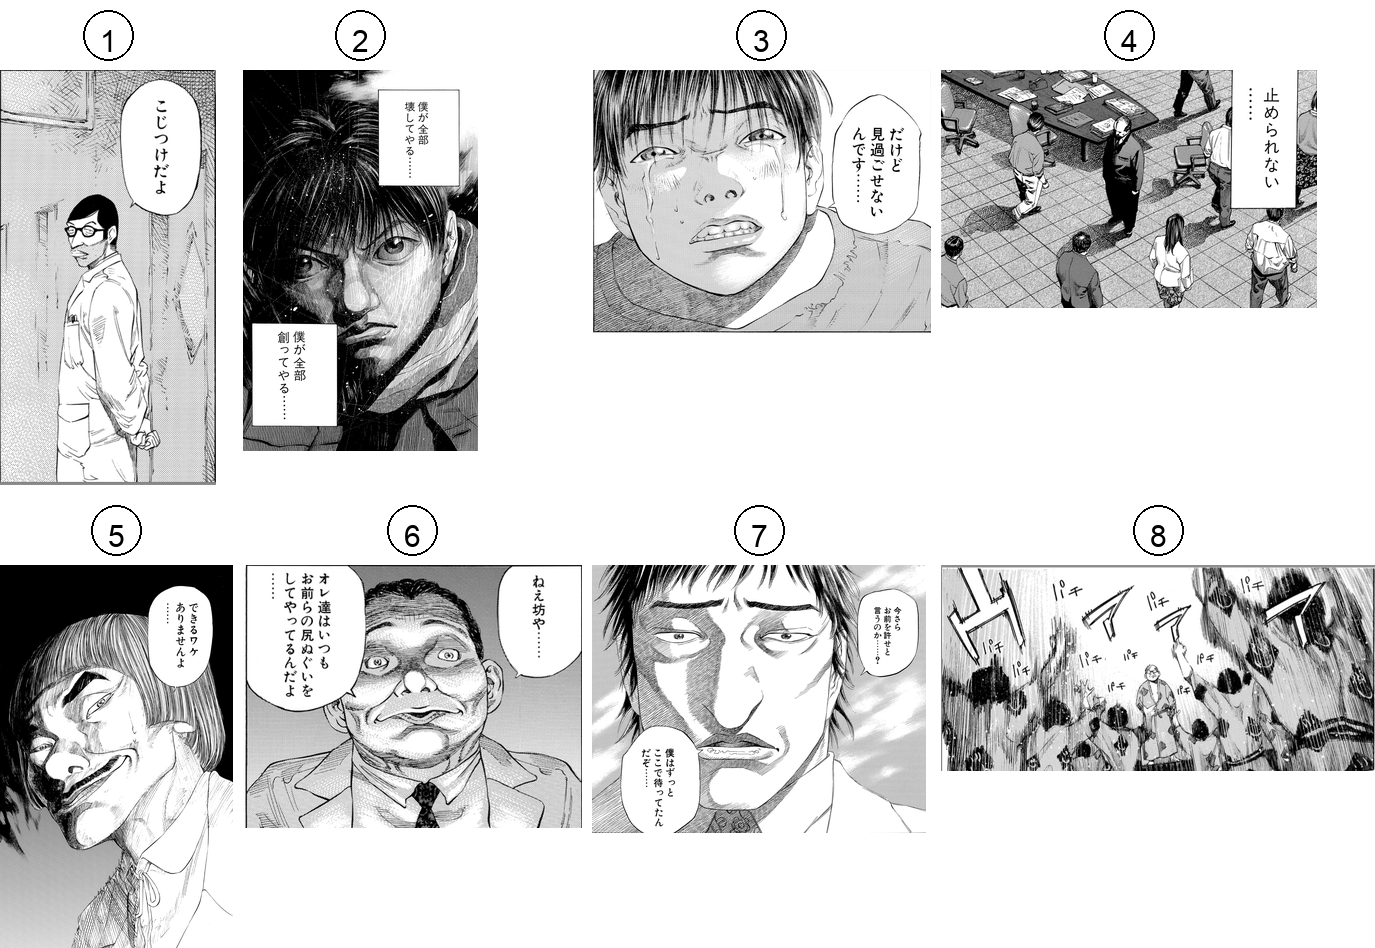 1
こじつけだよ
2
僕が全部
壊してやる……
僕が全部
創ってやる……
3
だけど
見過ごせない
んです……
4
止められない
……
5
できるワケ
ありませんよ
……
6
ねえ坊や……
オレ達はいつも
お前らの尻ぬぐいを
してやってるんだよ
……
7
今さら
お前を許せと
言うのか……?
僕はずっと
ここで待ってたん
だぞ……
8
パチ
パチ
パチ
パチ
パチ
パチ
パチ
パチ
パチ
パチ